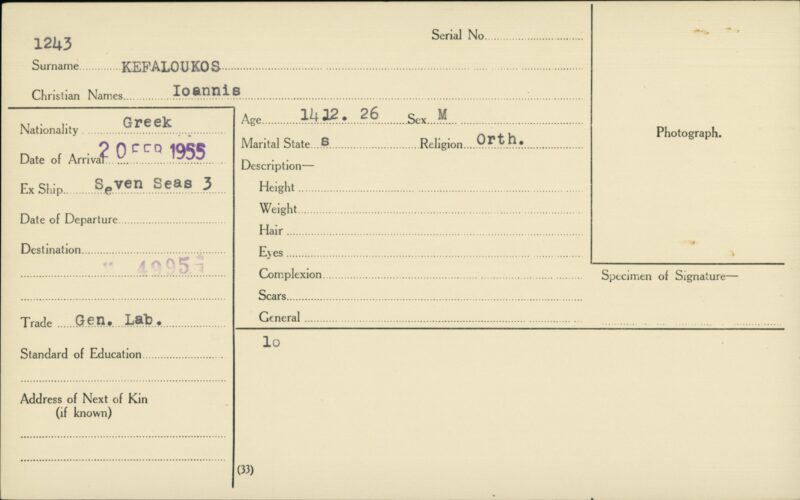 1243
Serial No.
Surname KEFALOUKOS
Christian Names Ioannis
Nationality Greek
Date of Arrival 20 FEB 1955
Ex Ship Seven Seas 3
Date of Departure
Destination
Trade Gen. Lab.
Standard of Education
Address of Next of Kin
(if known)
Age 14.12. 26 Sex M
Marital State s Religion Orth.
Description—
Height
Weight
Hair
Eyes
Complexion
Scars
General
Photograph.
Specimen of Signature—
lo
(33)